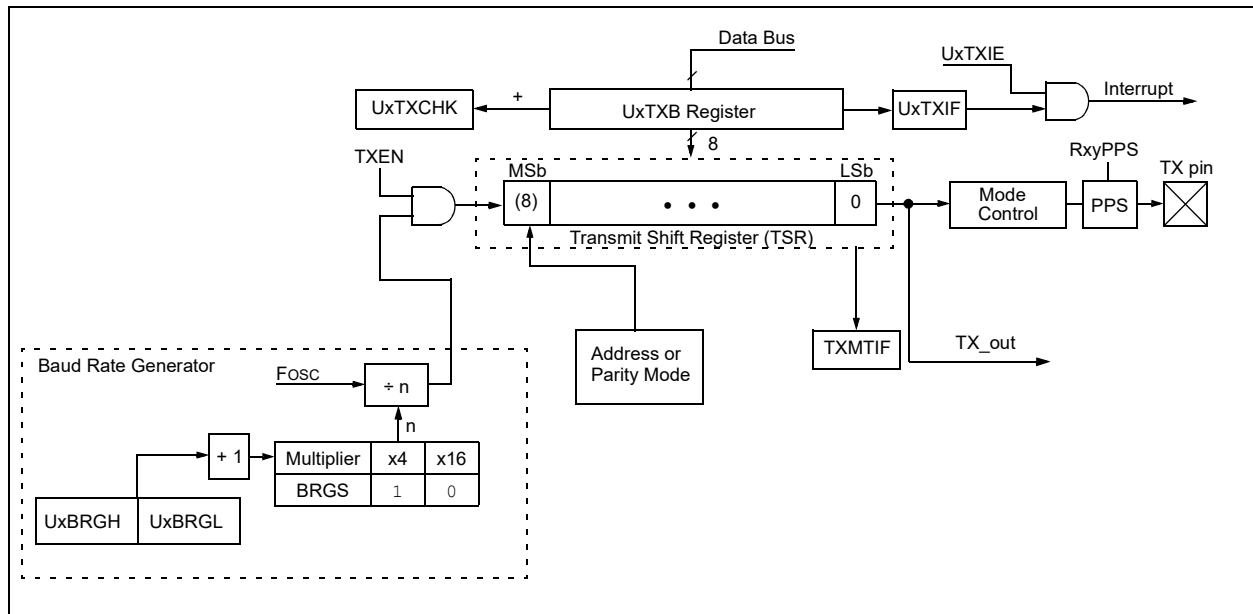 Data Bus
UxTXIE
Interrupt
UxTXCHK
+
UxTXB Register
UxTXIF
8
TXEN
RxyPPS
TX pin
MSb
LSb
(8)
• • •
0
Mode
Control
PPS
Transmit Shift Register (TSR)
Address or
Parity Mode
TXMTIF
TX_out
Baud Rate Generator
FOSC
÷ n
n
+ 1
Multiplier x4 x16
BRGS 1 0
UxBRGH UxBRGL